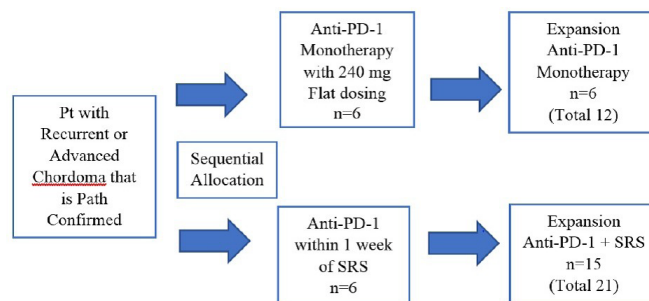 Pt with
Recurrent or
Advanced
Chordoma that
is Path
Confirmed
Sequential
Allocation
Anti-PD-1
Monotherapy
with 240 mg
Flat dosing
n=6
Expansion
Anti-PD-1
Monotherapy
n=6
(Total 12)
Anti-PD-1
within 1 week
of SRS
n=6
Expansion
Anti-PD-1 + SRS
n=15
(Total 21)